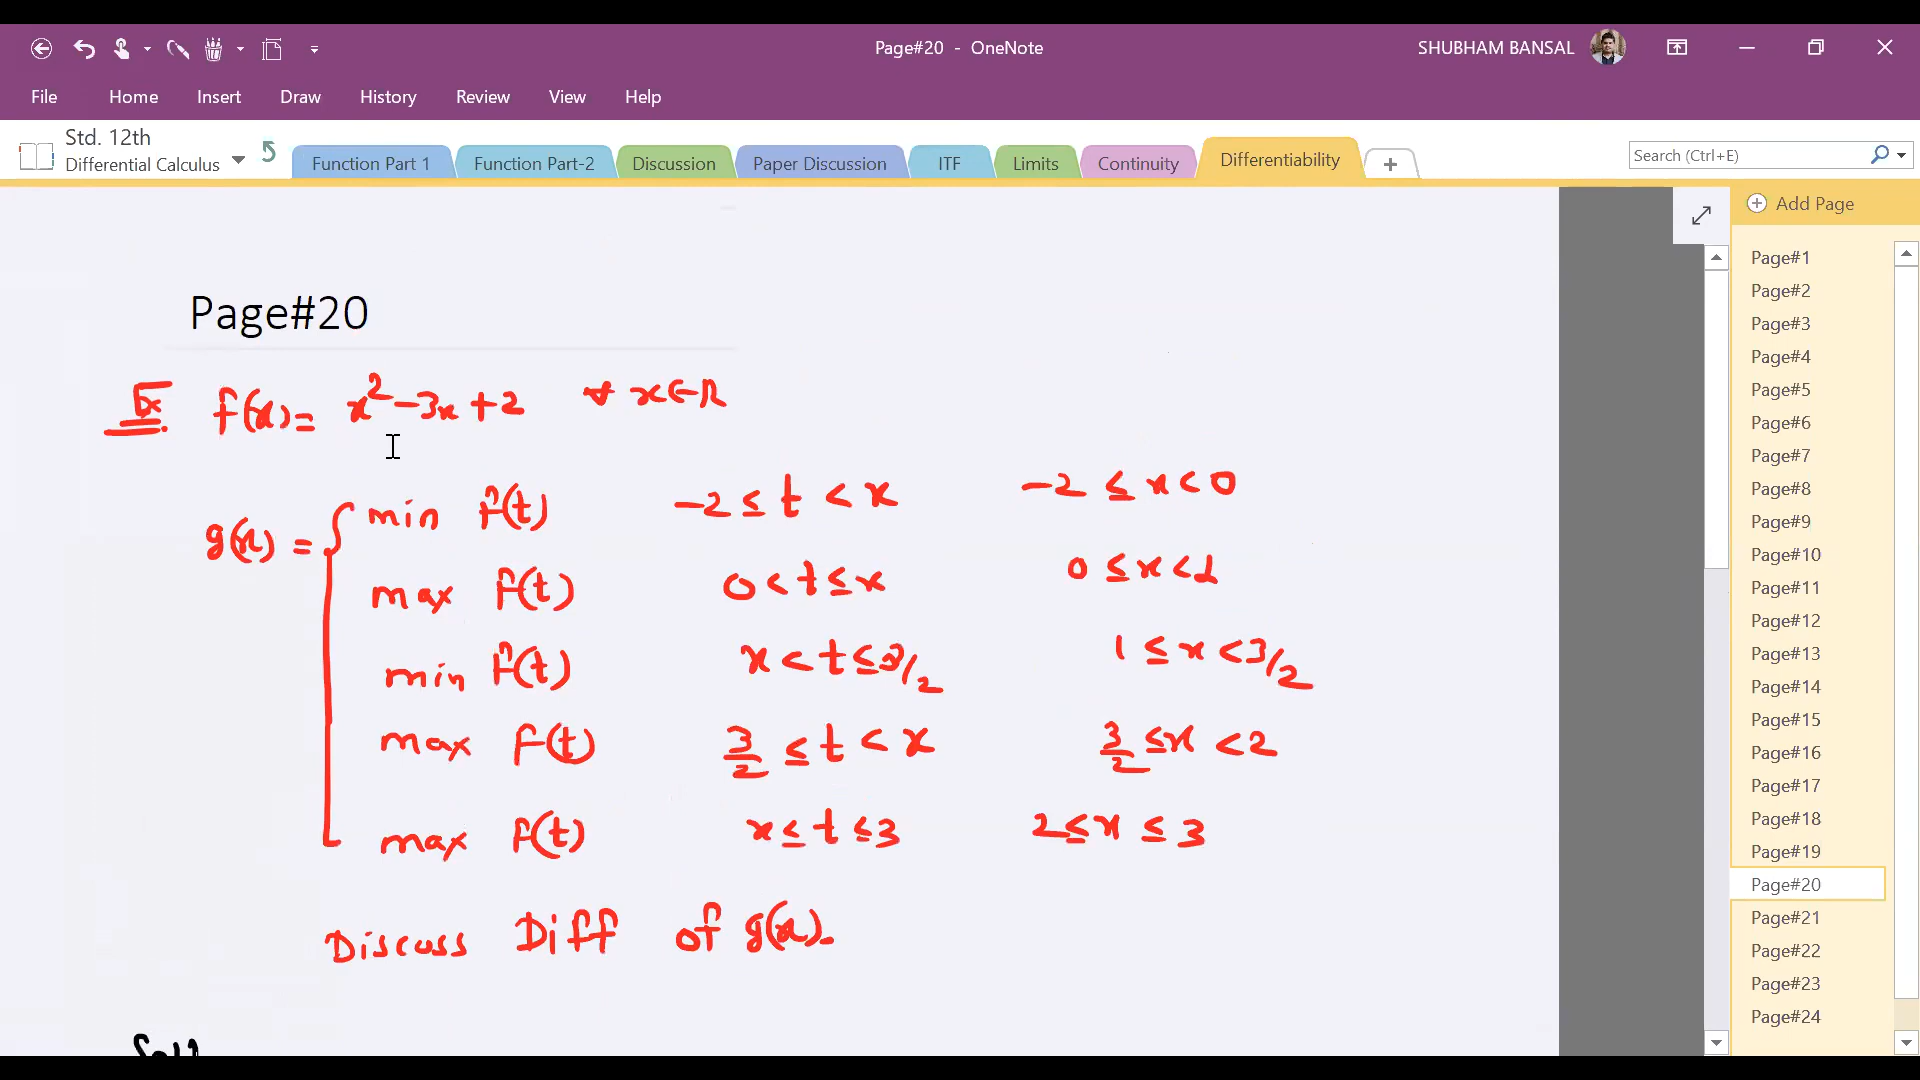 Page#20 - OneNote
SHUBHAM BANSAL
File Home Insert Draw History Review View Help
Std. 12th
Differential Calculus
Function Part 1 Function Part-2 Discussion Paper Discussion ITF Limits Continuity Differentiability +
Search (Ctrl+E)
Add Page
Page#20
Ex f(x) = x² - 3x + 2 ∀ x ∈ R
g(x) = { min f(t) -2 ≤ t < x -2 ≤ x < 0
max f(t) 0 < t ≤ x 0 ≤ x < 1
min f(t) x < t ≤ 3/2 1 ≤ x < 3/2
max f(t) 3/2 ≤ t < x 3/2 ≤ x < 2
max f(t) x ≤ t ≤ 3 2 ≤ x ≤ 3
Discuss Diff of g(x).
Page#1
Page#2
Page#3
Page#4
Page#5
Page#6
Page#7
Page#8
Page#9
Page#10
Page#11
Page#12
Page#13
Page#14
Page#15
Page#16
Page#17
Page#18
Page#19
Page#20
Page#21
Page#22
Page#23
Page#24